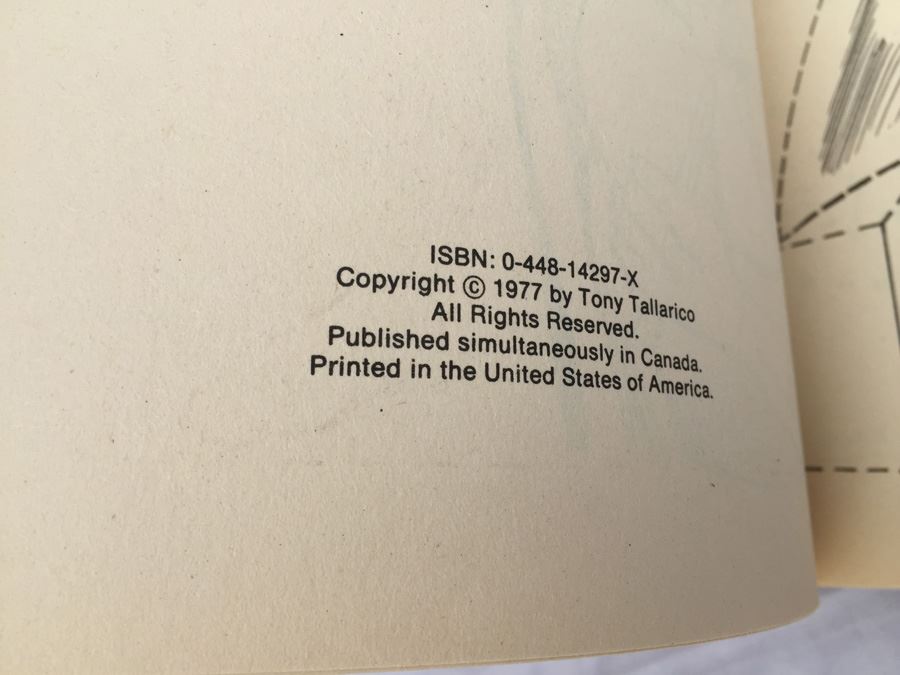 ISBN: 0-448-14297-X
Copyright © 1977 by Tony Tallarico
All Rights Reserved.
Published simultaneously in Canada.
Printed in the United States of America.